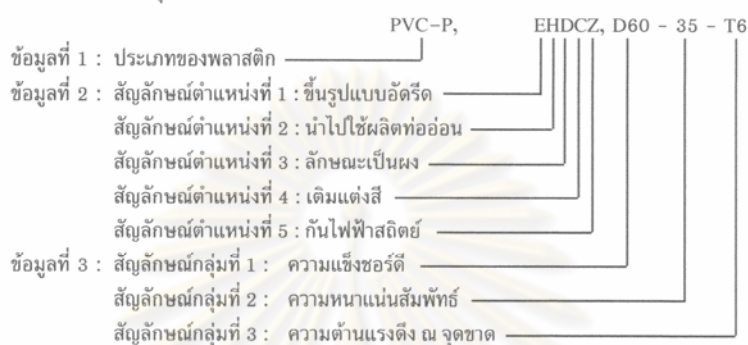 PVC-P, EHDCZ, D60 - 35 - T6
ข้อมูลที่ 1 : ประเภทของพลาสติก
ข้อมูลที่ 2 : สัญลักษณ์ตำแหน่งที่ 1 : ขึ้นรูปแบบอัดรีด
สัญลักษณ์ตำแหน่งที่ 2 : นำไปใช้ผลิตท่ออ่อน
สัญลักษณ์ตำแหน่งที่ 3 : ลักษณะเป็นผง
สัญลักษณ์ตำแหน่งที่ 4 : เติมแต่งสี
สัญลักษณ์ตำแหน่งที่ 5 : กันไฟฟ้าสถิตย์
ข้อมูลที่ 3 : สัญลักษณ์กลุ่มที่ 1 : ความแข็งชอร์ดี
สัญลักษณ์กลุ่มที่ 2 : ความหนาแน่นสัมพัทธ์
สัญลักษณ์กลุ่มที่ 3 : ความต้านแรงดึง ณ จุดขาด